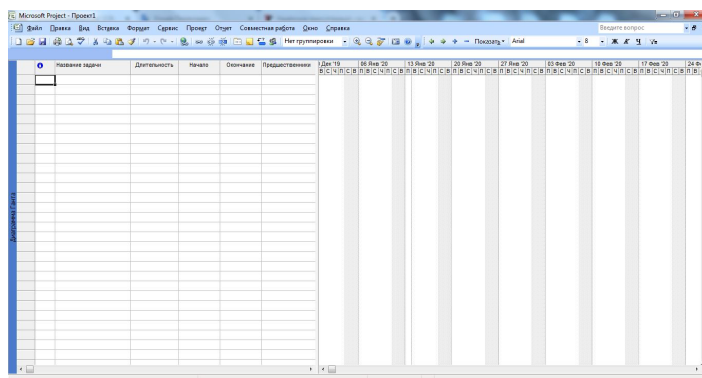 Microsoft Project - Проект1
Файл Правка Вид Вставка Формат Сервис Проект Отчет Совместная работа Окно Справка Введите вопрос
Нет группировки Показать Arial 8 Ж К Ч
Название задачи Длительность Начало Окончание Предшественники Дек '19 06 Янв '20 13 Янв '20 20 Янв '20 27 Янв '20 03 Фев '20 10 Фев '20 17 Фев '20 24 Ф
В С Ч П С В П В С Ч П С В П В С Ч П С В П В С Ч П С В П В С Ч П С В П В С Ч П С В П В С Ч П С В П В С Ч П С В П В
Диаграмма Ганта